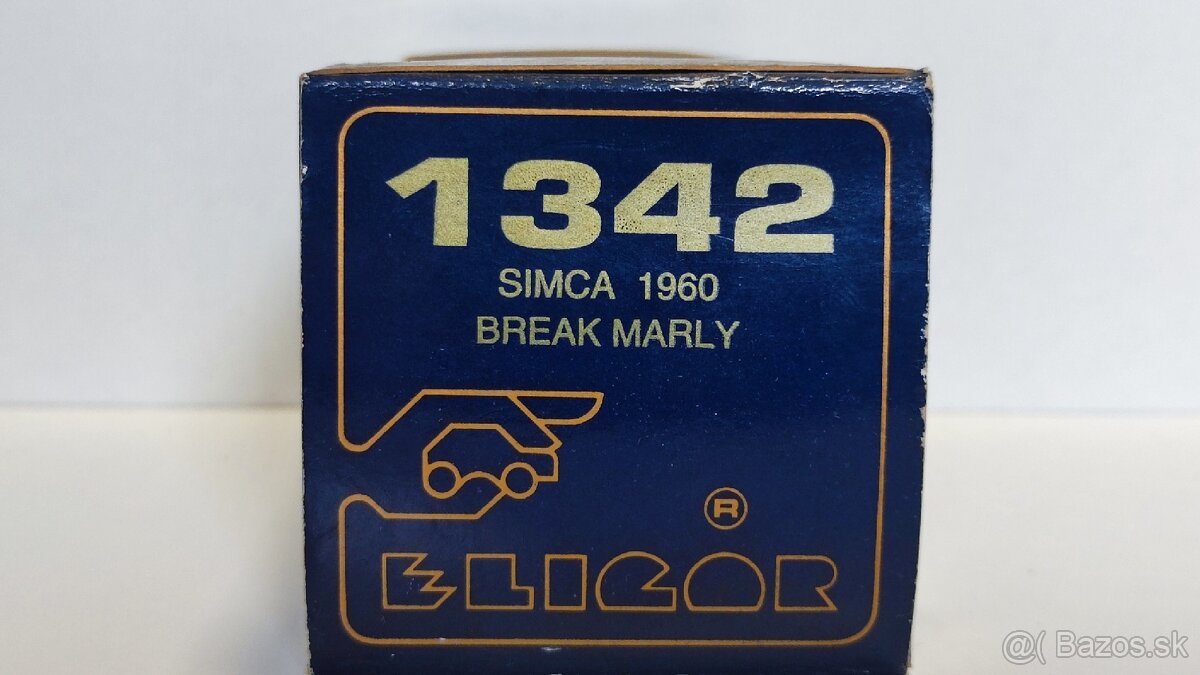 1342
SIMCA 1960
BREAK MARLY
®
ELIGOR
@( Bazos.sk